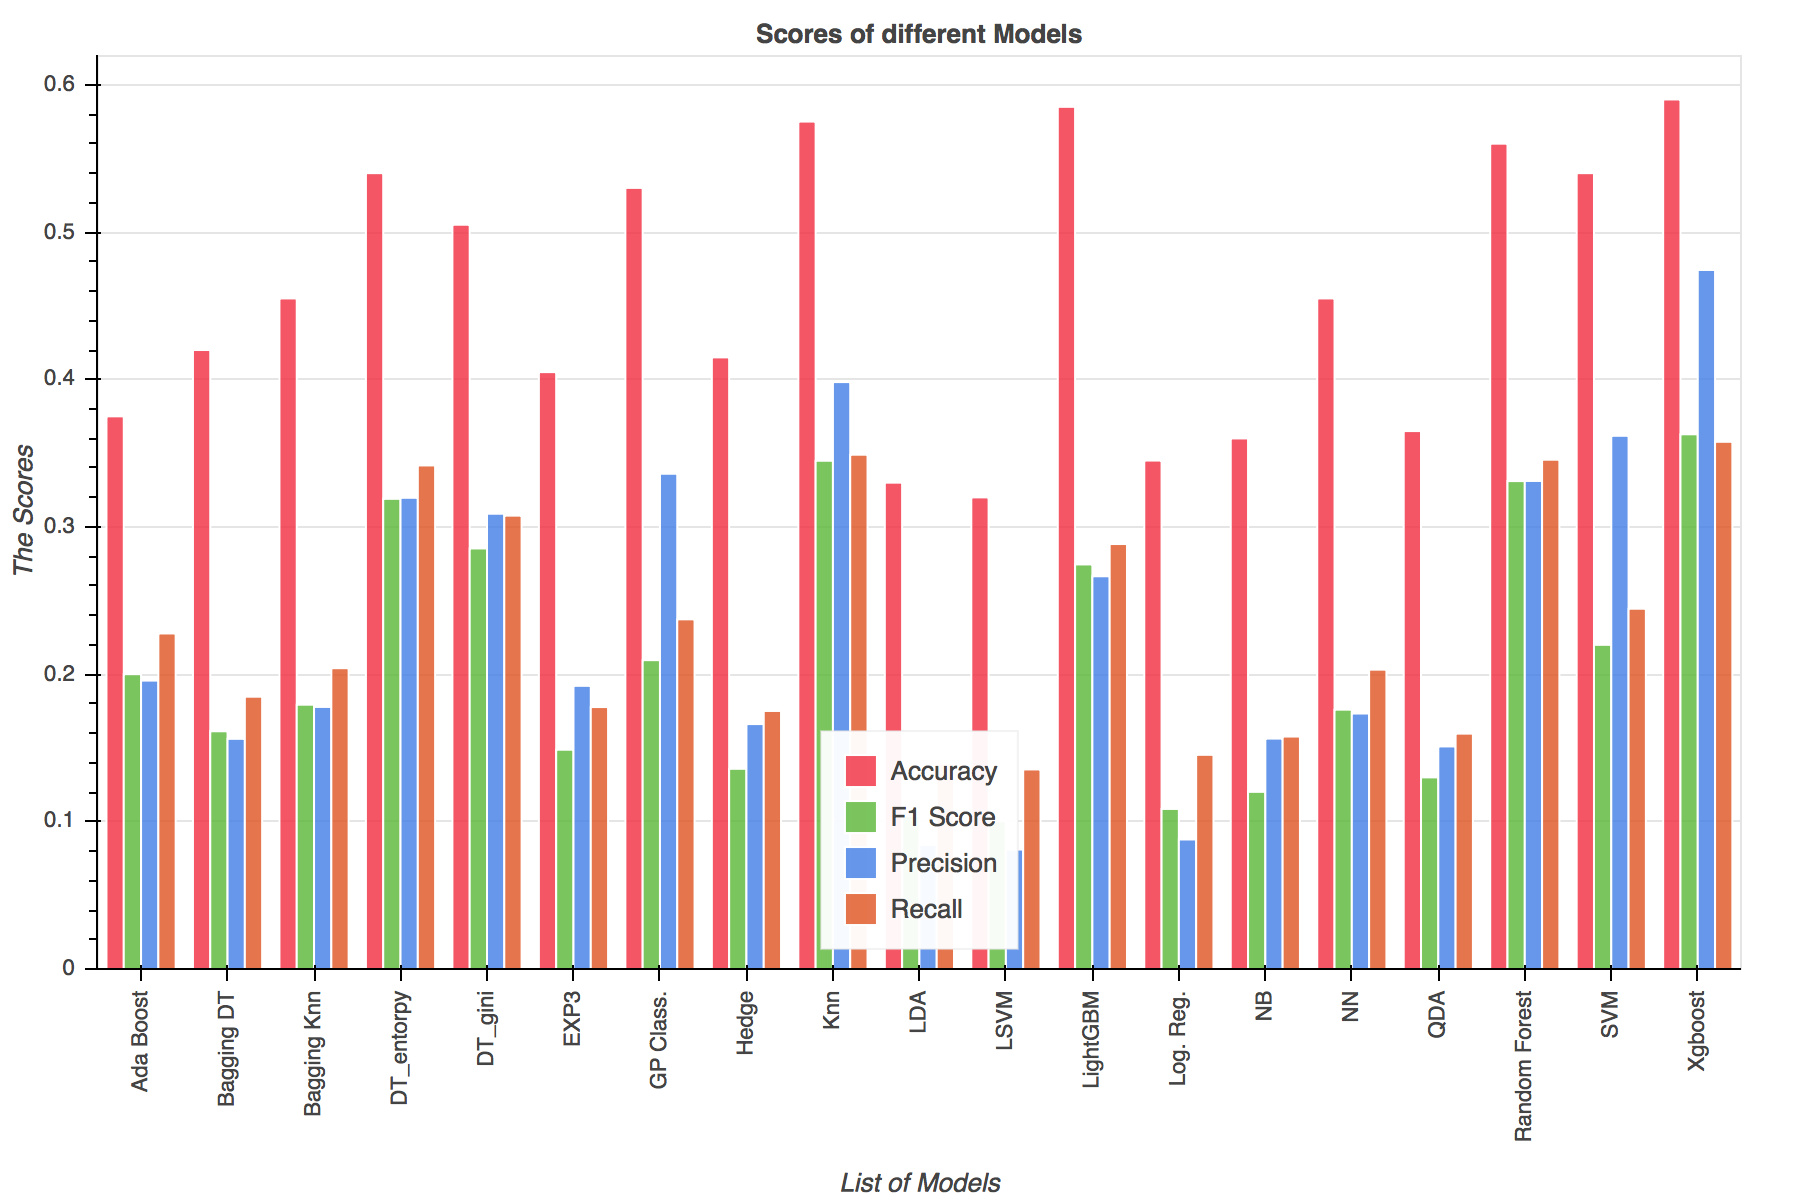 Scores of different Models
The Scores
0.6
0.5
0.4
0.3
0.2
0.1
0
Accuracy
F1 Score
Precision
Recall
Ada Boost
Bagging DT
Bagging Knn
DT_entorpy
DT_gini
EXP3
GP Class.
Hedge
Knn
LDA
LSVM
LightGBM
Log. Reg.
NB
NN
QDA
Random Forest
SVM
Xgboost
List of Models